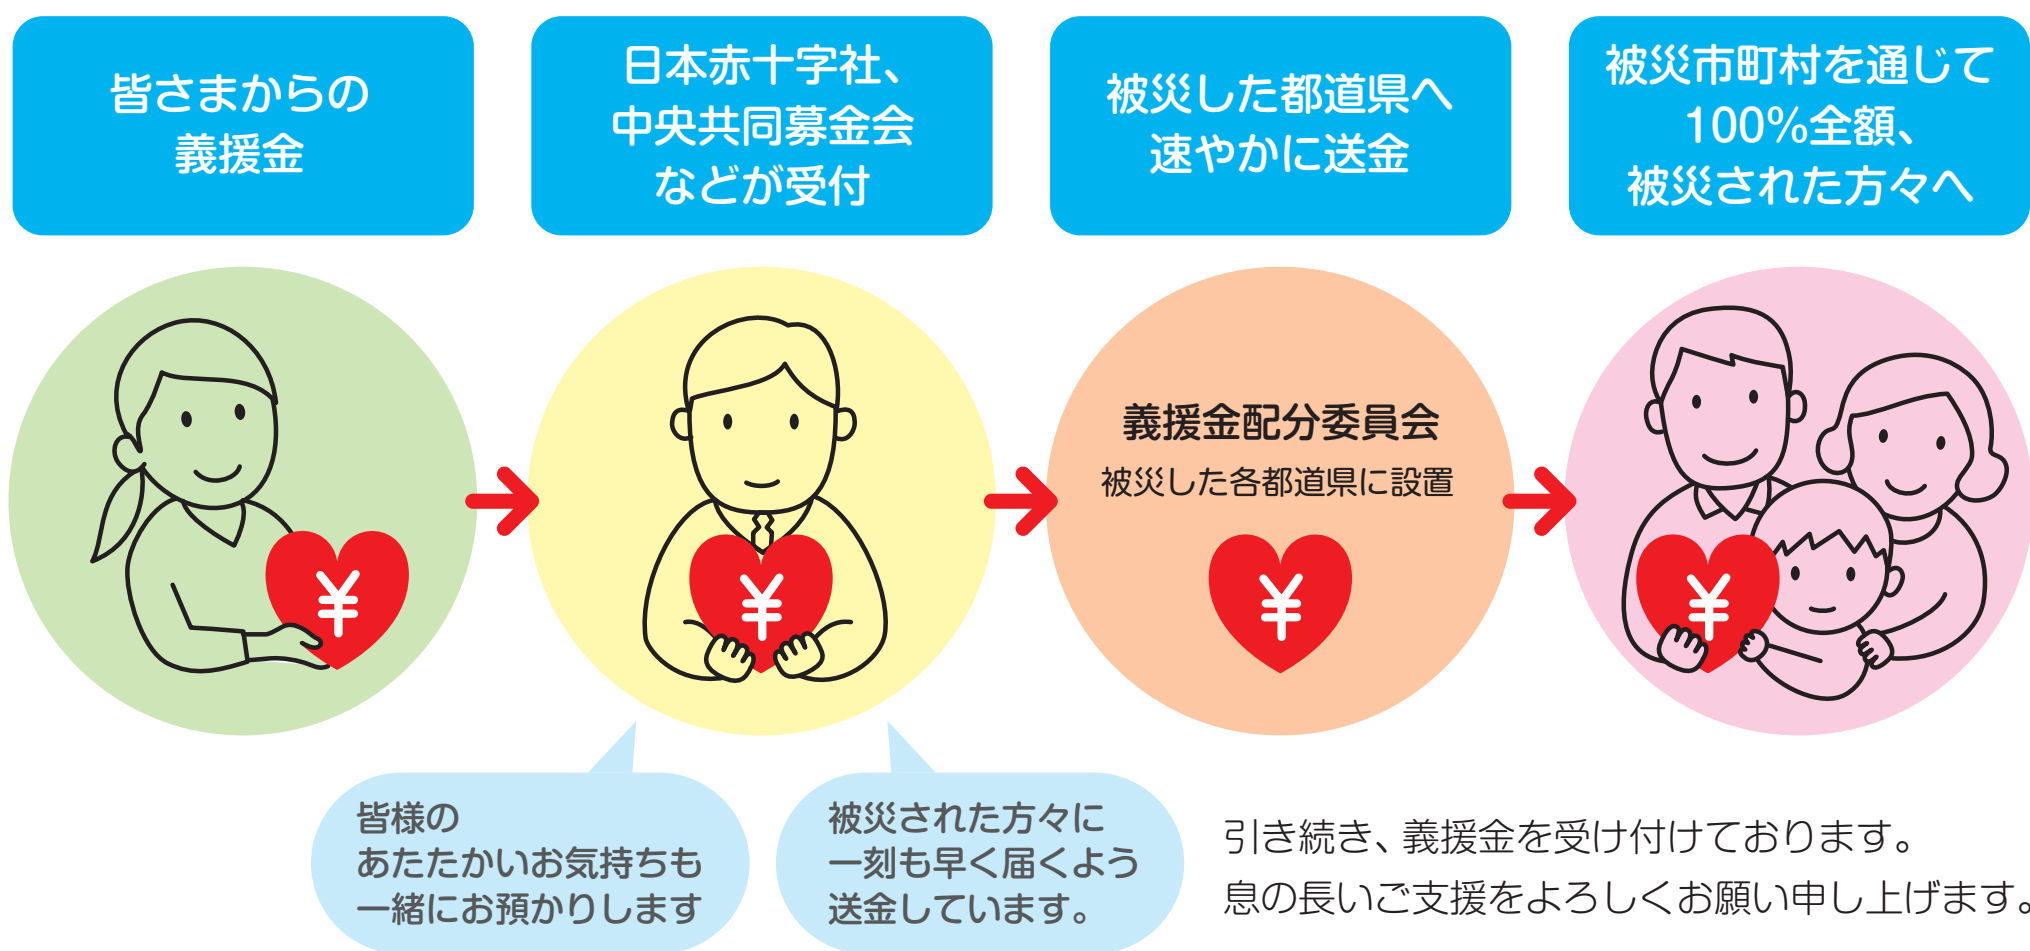 皆さまからの
義援金
日本赤十字社、
中央共同募金会
などが受付
被災した都道県へ
速やかに送金
被災市町村を通じて
100%全額、
被災された方々へ
¥
¥
義援金配分委員会
被災した各都道県に設置
¥
¥
皆様の
あたたかいお気持ちも
一緒にお預かりします
被災された方々に
一刻も早く届くよう
送金しています。
引き続き、義援金を受け付けております。
息の長いご支援をよろしくお願い申し上げます。